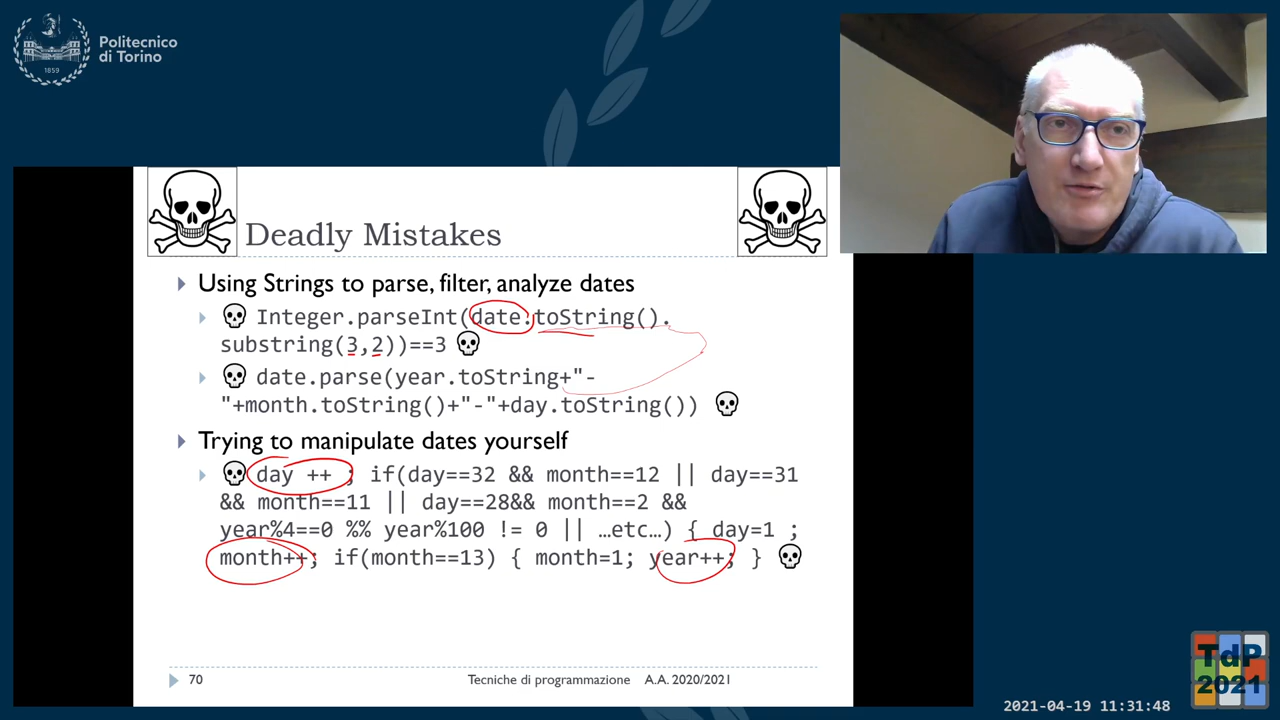 Politecnico
di Torino
1859
Deadly Mistakes
Using Strings to parse, filter, analyze dates
Integer.parseInt(date.toString().
substring(3,2))==3
date.parse(year.toString+"-
"+month.toString()+"-"+day.toString())
Trying to manipulate dates yourself
day ++ ; if(day==32 && month==12 || day==31
&& month==11 || day==28&& month==2 &&
year%4==0 %% year%100 != 0 || …etc…) { day=1 ;
month++; if(month==13) { month=1; year++; }
70
Tecniche di programmazione A.A. 2020/2021
TdP
2021
2021-04-19 11:31:48